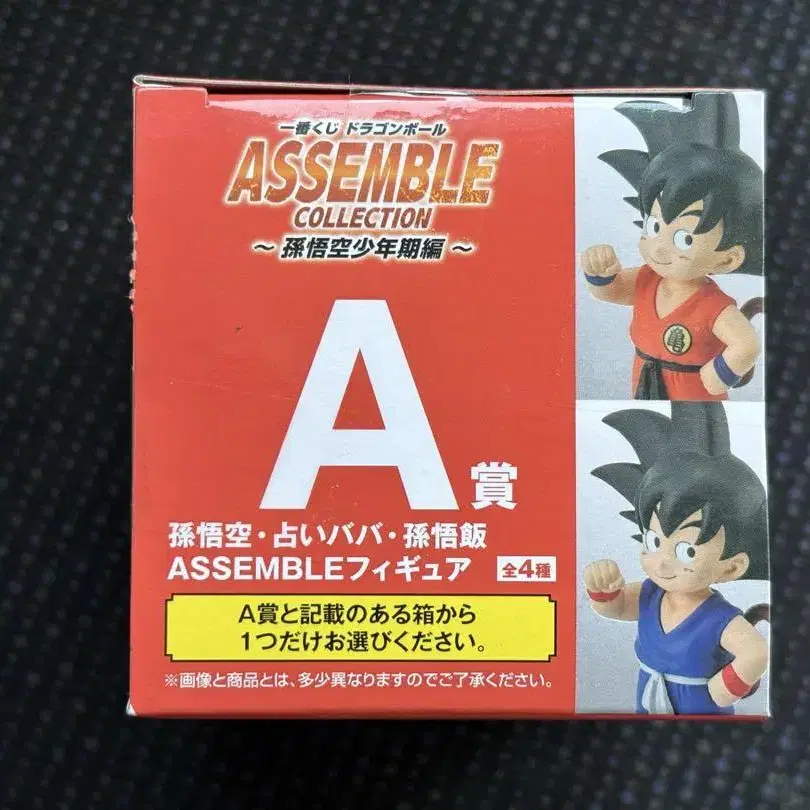 一番くじ ドラゴンボール
ASSEMBLE
COLLECTION
～ 孫悟空少年期編 ～
A賞
孫悟空・占いババ・孫悟飯
ASSEMBLEフィギュア 全4種
A賞と記載のある箱から
1つだけお選びください。
※画像と商品とは、多少異なりますのでご了承ください。
亀